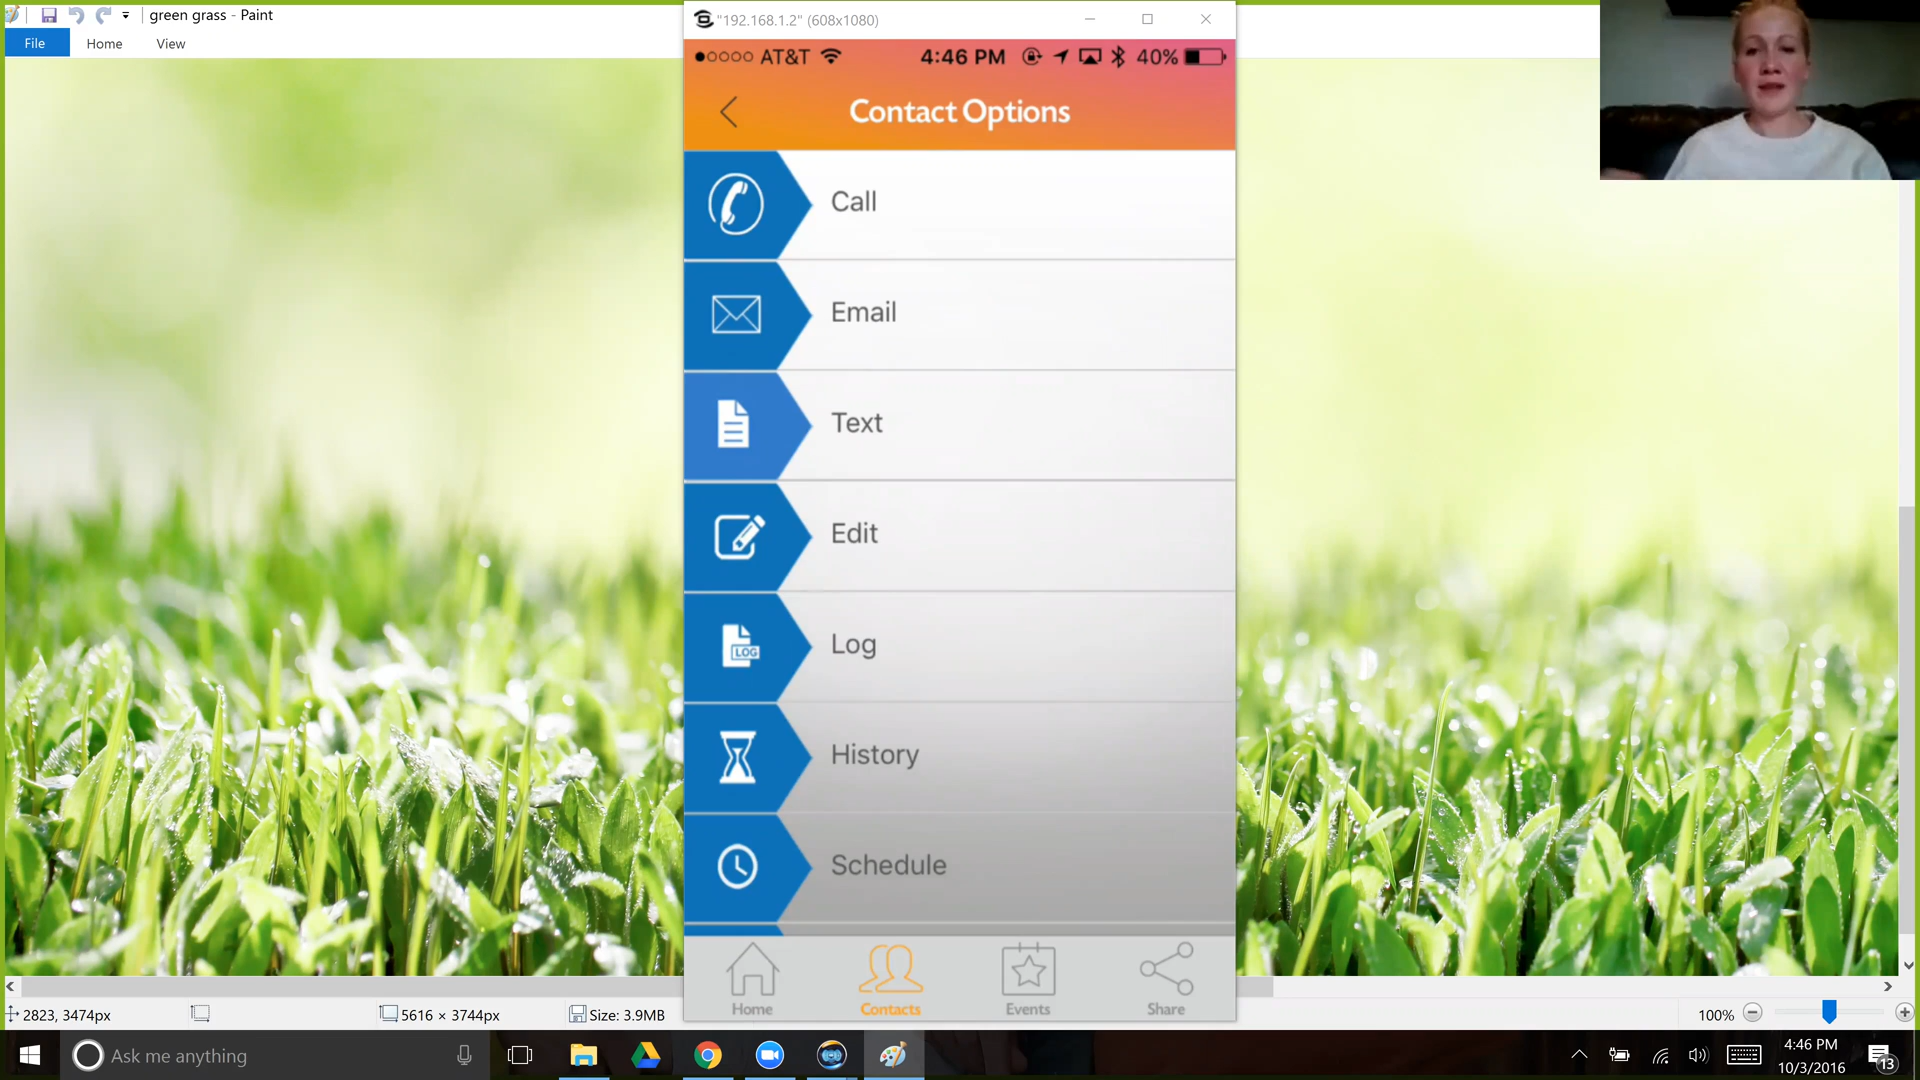 green grass - Paint
"192.168.1.2" (608x1080)
File
Home
View
AT&T
4:46 PM
40%
Contact Options
Call
Email
Text
Edit
LOG
Log
History
Schedule
Home
Contacts
Events
Share
2823, 3474px
5616 × 3744px
Size: 3.9MB
100%
Ask me anything
4:46 PM
10/3/2016
13